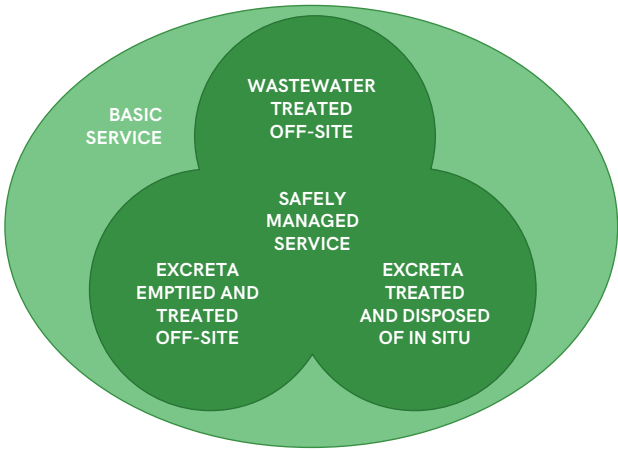 WASTEWATER
TREATED
OFF-SITE
BASIC
SERVICE
SAFELY
MANAGED
SERVICE
EXCRETA
EMPTIED AND
TREATED
OFF-SITE
EXCRETA
TREATED
AND DISPOSED
OF IN SITU